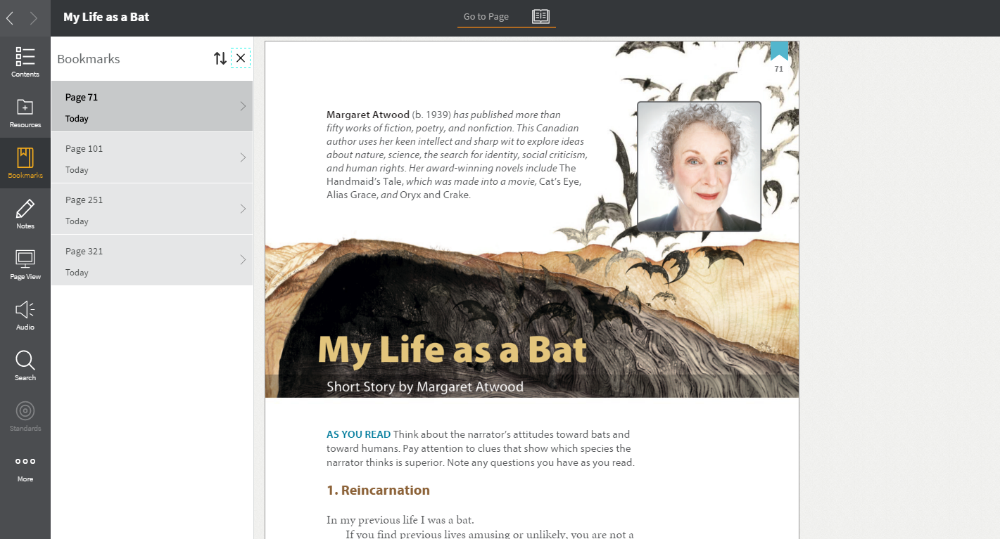 My Life as a Bat
Go to Page
Contents
Resources
Bookmarks
Notes
Page View
Audio
Search
Standards
More
Bookmarks
Page 71
Today
Page 101
Today
Page 251
Today
Page 321
Today
71
Margaret Atwood (b. 1939) has published more than
fifty works of fiction, poetry, and nonfiction. This Canadian
author uses her keen intellect and sharp wit to explore ideas
about nature, science, the search for identity, social criticism,
and human rights. Her award-winning novels include The
Handmaid’s Tale, which was made into a movie, Cat’s Eye,
Alias Grace, and Oryx and Crake.
My Life as a Bat
Short Story by Margaret Atwood
AS YOU READ Think about the narrator’s attitudes toward bats and
toward humans. Pay attention to clues that show which species the
narrator thinks is superior. Note any questions you have as you read.
1. Reincarnation
In my previous life I was a bat.
If you find previous lives amusing or unlikely, you are not a